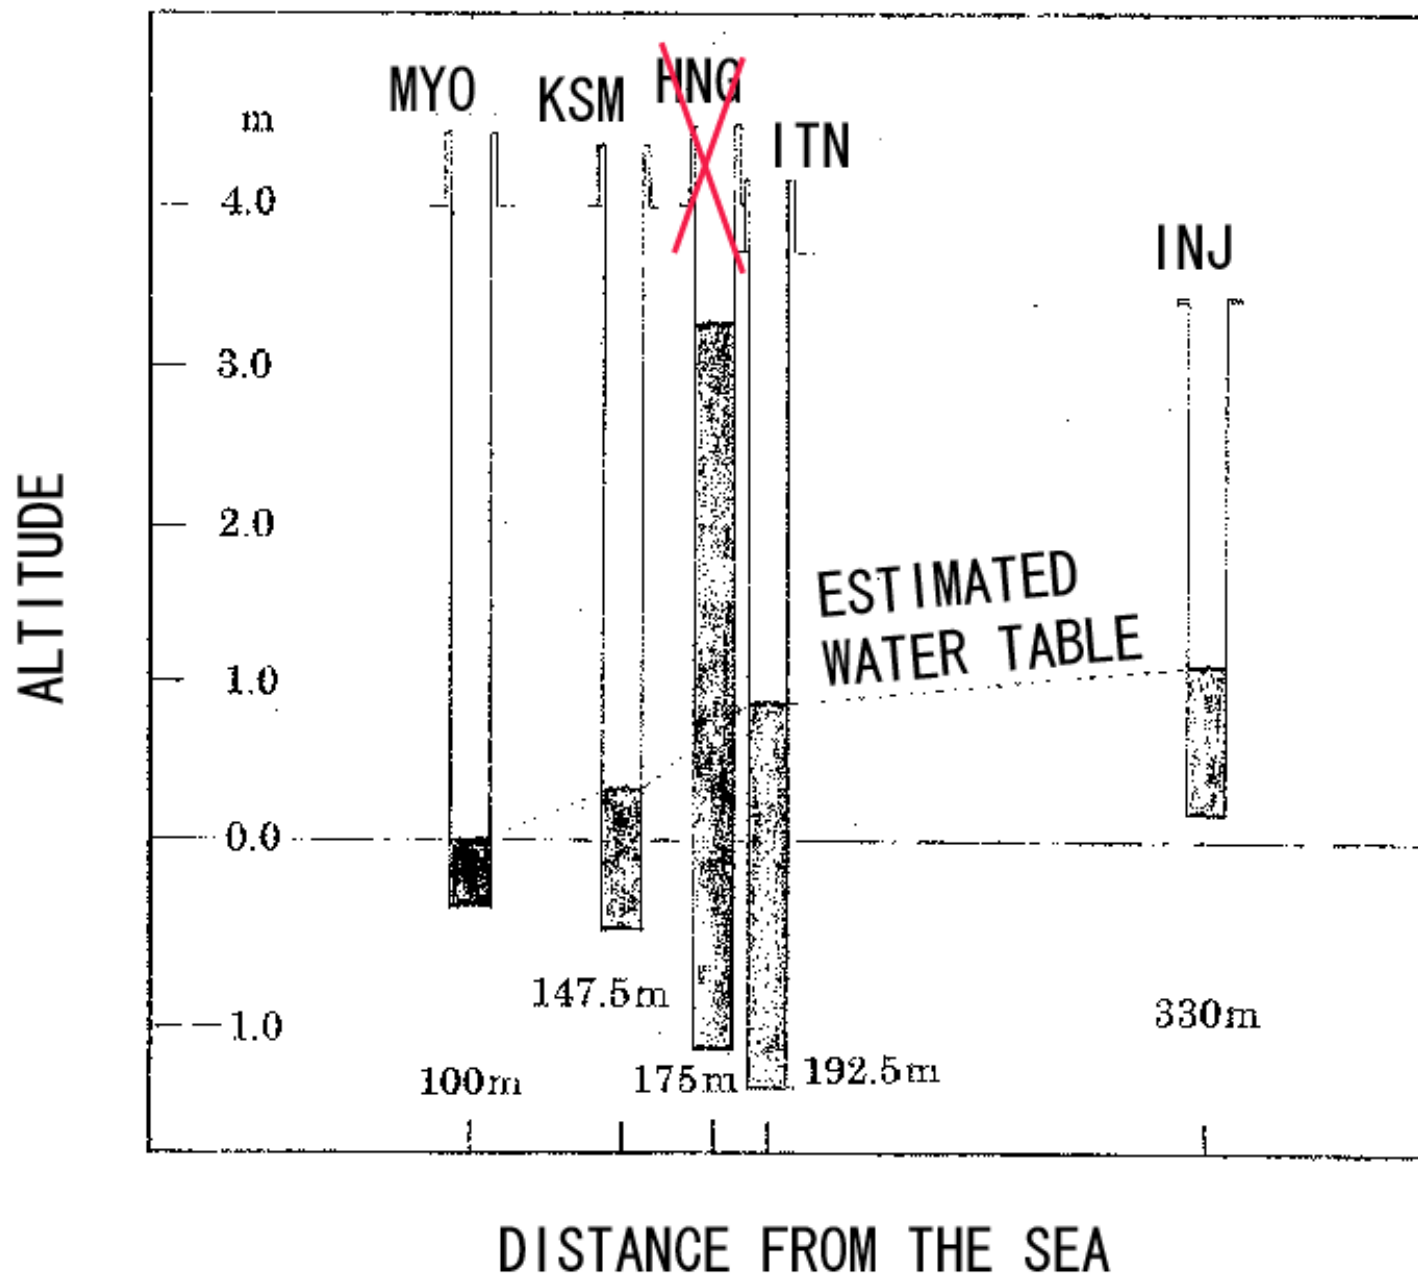 MYO
KSM
HNG
ITN
INJ
m
4.0
3.0
2.0
1.0
0.0
-1.0
ALTITUDE
ESTIMATED
WATER TABLE
147.5m
330m
100m
175m
192.5m
DISTANCE FROM THE SEA